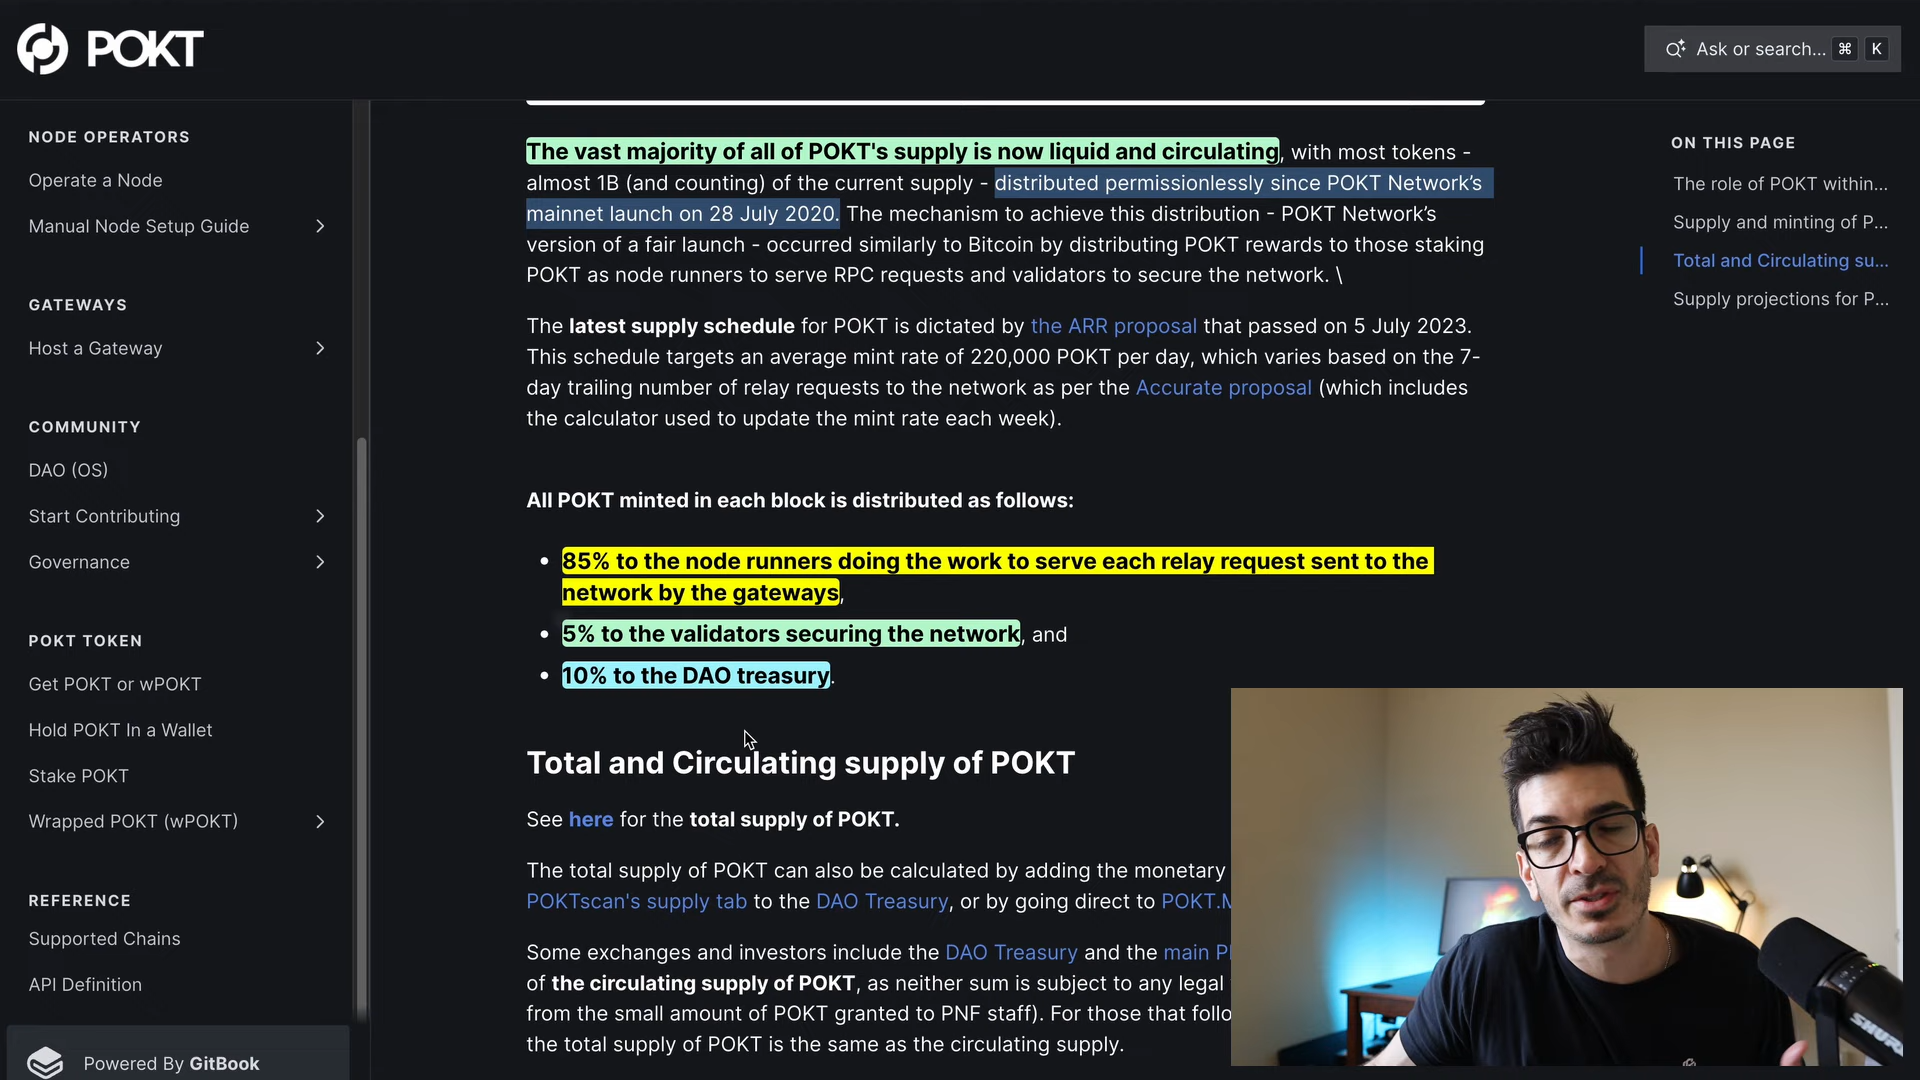 POKT
Ask or search... ⌘ K
NODE OPERATORS
Operate a Node
Manual Node Setup Guide
GATEWAYS
Host a Gateway
COMMUNITY
DAO (OS)
Start Contributing
Governance
POKT TOKEN
Get POKT or wPOKT
Hold POKT In a Wallet
Stake POKT
Wrapped POKT (wPOKT)
REFERENCE
Supported Chains
API Definition
Powered By GitBook
The vast majority of all of POKT's supply is now liquid and circulating, with most tokens -
almost 1B (and counting) of the current supply - distributed permissionlessly since POKT Network’s
mainnet launch on 28 July 2020. The mechanism to achieve this distribution - POKT Network’s
version of a fair launch - occurred similarly to Bitcoin by distributing POKT rewards to those staking
POKT as node runners to serve RPC requests and validators to secure the network. \
The latest supply schedule for POKT is dictated by the ARR proposal that passed on 5 July 2023.
This schedule targets an average mint rate of 220,000 POKT per day, which varies based on the 7-
day trailing number of relay requests to the network as per the Accurate proposal (which includes
the calculator used to update the mint rate each week).
All POKT minted in each block is distributed as follows:
• 85% to the node runners doing the work to serve each relay request sent to the
network by the gateways,
• 5% to the validators securing the network, and
• 10% to the DAO treasury.
Total and Circulating supply of POKT
See here for the total supply of POKT.
The total supply of POKT can also be calculated by adding the monetary
POKTscan's supply tab to the DAO Treasury, or by going direct to POKT.M
Some exchanges and investors include the DAO Treasury and the main
of the circulating supply of POKT, as neither sum is subject to any legal
from the small amount of POKT granted to PNF staff). For those that follo
the total supply of POKT is the same as the circulating supply.
ON THIS PAGE
The role of POKT within...
Supply and minting of P...
Total and Circulating su...
Supply projections for P...
SHURE